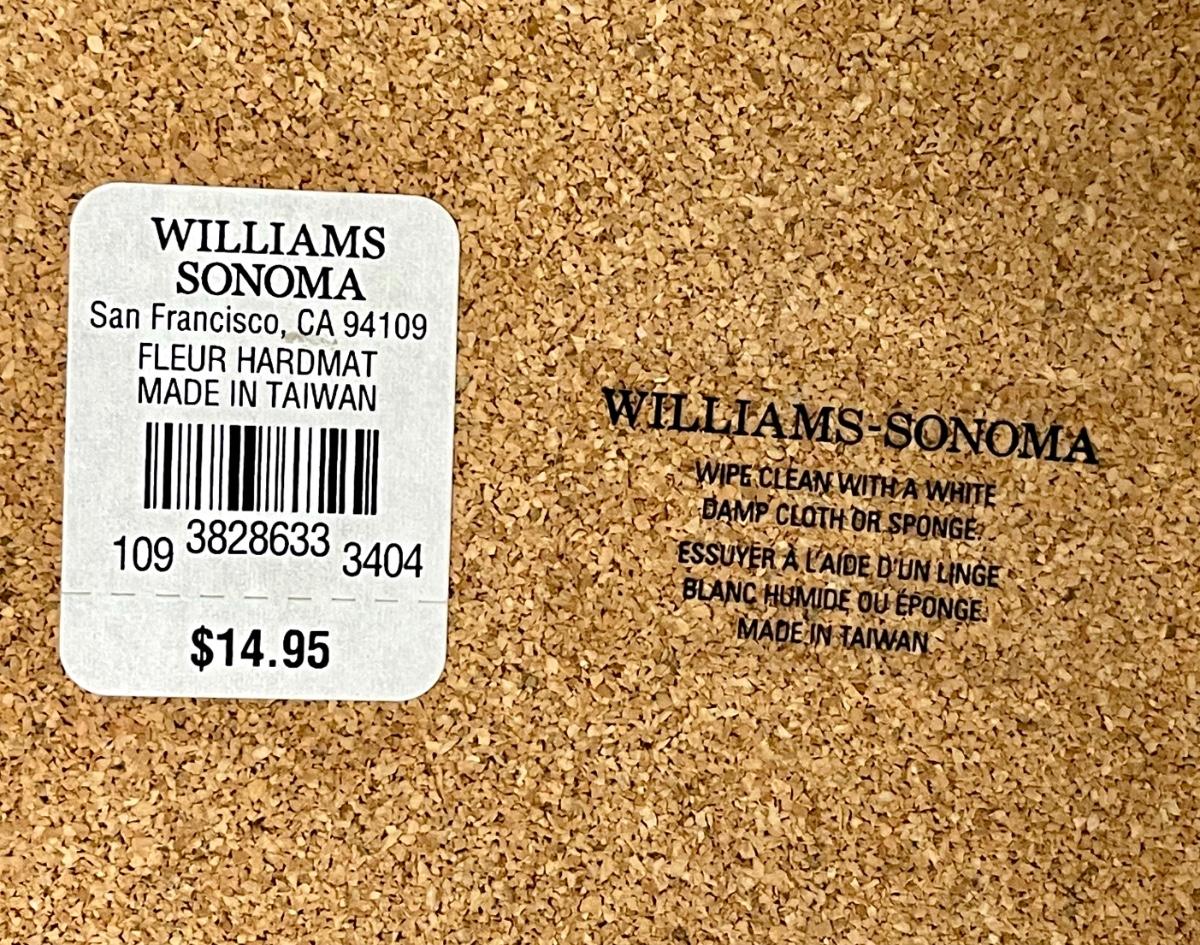 WILLIAMS
SONOMA
San Francisco, CA 94109
FLEUR HARDMAT
MADE IN TAIWAN
109 3828633 3404
$14.95
WILLIAMS-SONOMA
WIPE CLEAN WITH A WHITE
DAMP CLOTH OR SPONGE.
ESSUYER À L'AIDE D'UN LINGE
BLANC HUMIDE OU ÉPONGE.
MADE IN TAIWAN